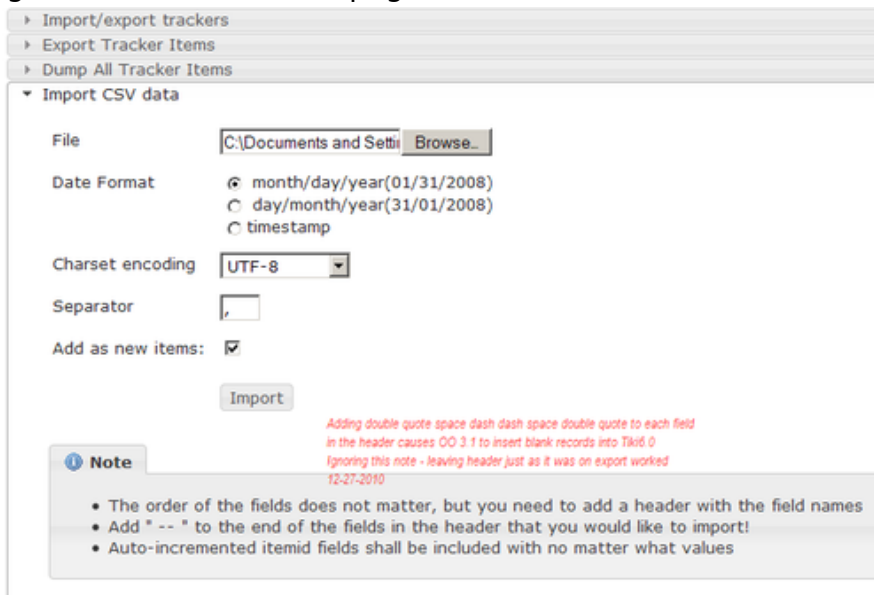 Import/export trackers
Export Tracker Items
Dump All Tracker Items
Import CSV data
File
C:\Documents and Settin Browse...
Date Format
month/day/year(01/31/2008)
day/month/year(31/01/2008)
timestamp
Charset encoding
UTF-8
Separator
,
Add as new items:
Import
Adding double quote space dash dash space double quote to each field
in the header causes OO 3.1 to insert blank records into Tiki6.0
Ignoring this note - leaving header just as it was on export worked
12-27-2010
Note
• The order of the fields does not matter, but you need to add a header with the field names
• Add " -- " to the end of the fields in the header that you would like to import!
• Auto-incremented itemid fields shall be included with no matter what values